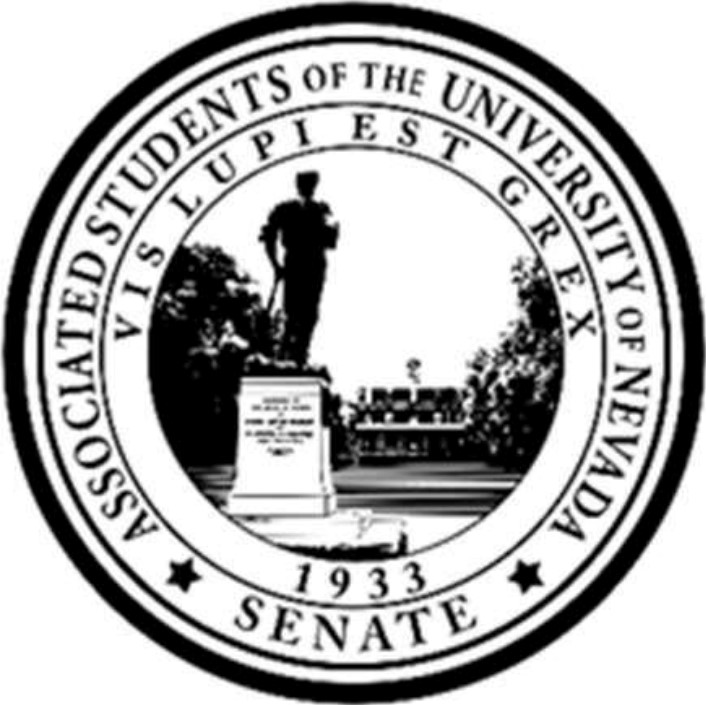 ASSOCIATED STUDENTS OF THE UNIVERSITY OF NEVADA
VIS LUPI EST GREX
1933
SENATE